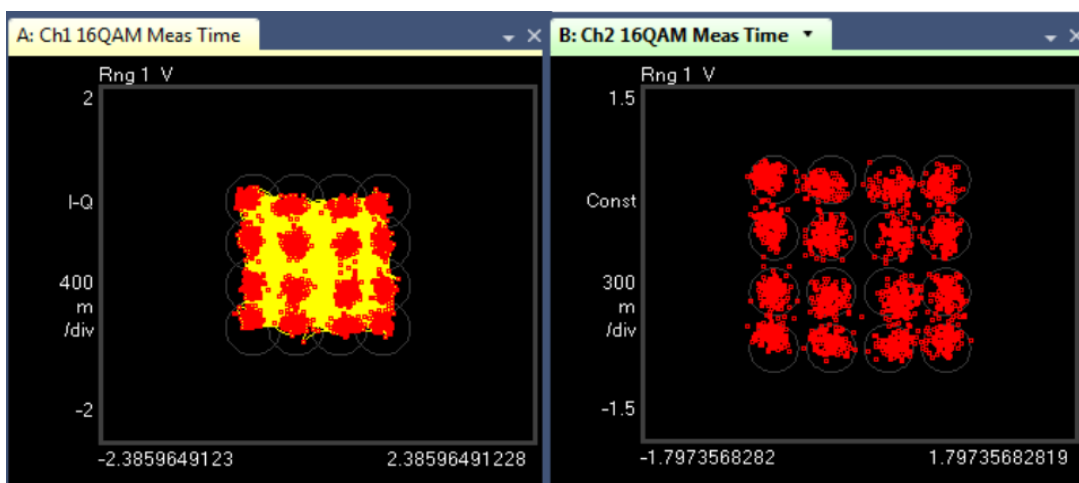 A: Ch1 16QAM Meas Time
Rng 1 V
2
I-Q
400
m
/div
-2
-2.3859649123
2.38596491228
B: Ch2 16QAM Meas Time
Rng 1 V
1.5
Const
300
m
/div
-1.5
-1.7973568282
1.79735682819